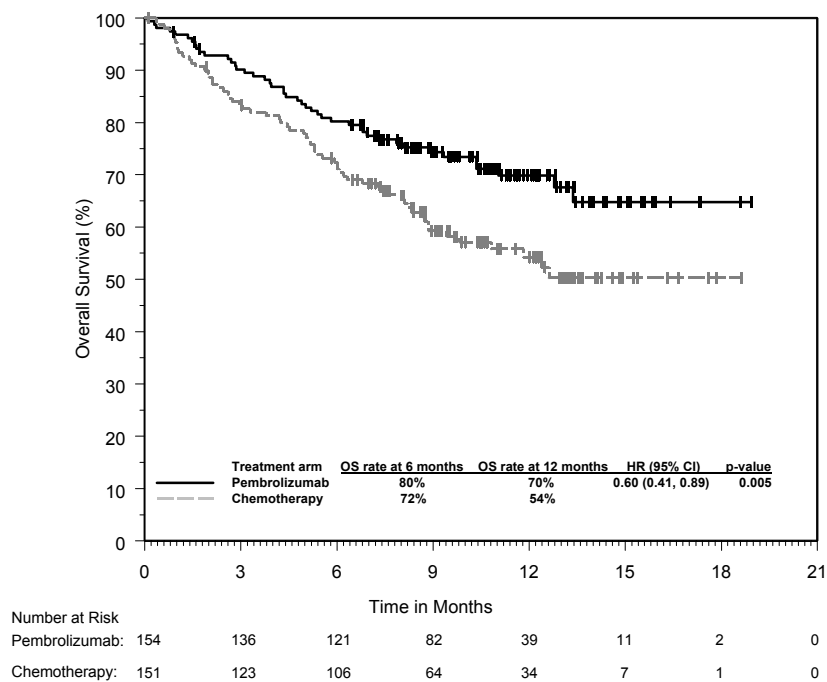 100
90
80
70
60
50
40
30
20
10
0
Overall Survival (%)
Treatment arm OS rate at 6 months OS rate at 12 months HR (95% CI) p-value
Pembrolizumab 80% 70% 0.60 (0.41, 0.89) 0.005
Chemotherapy 72% 54%
0 3 6 9 12 15 18 21
Time in Months
Number at Risk
Pembrolizumab: 154 136 121 82 39 11 2 0
Chemotherapy: 151 123 106 64 34 7 1 0